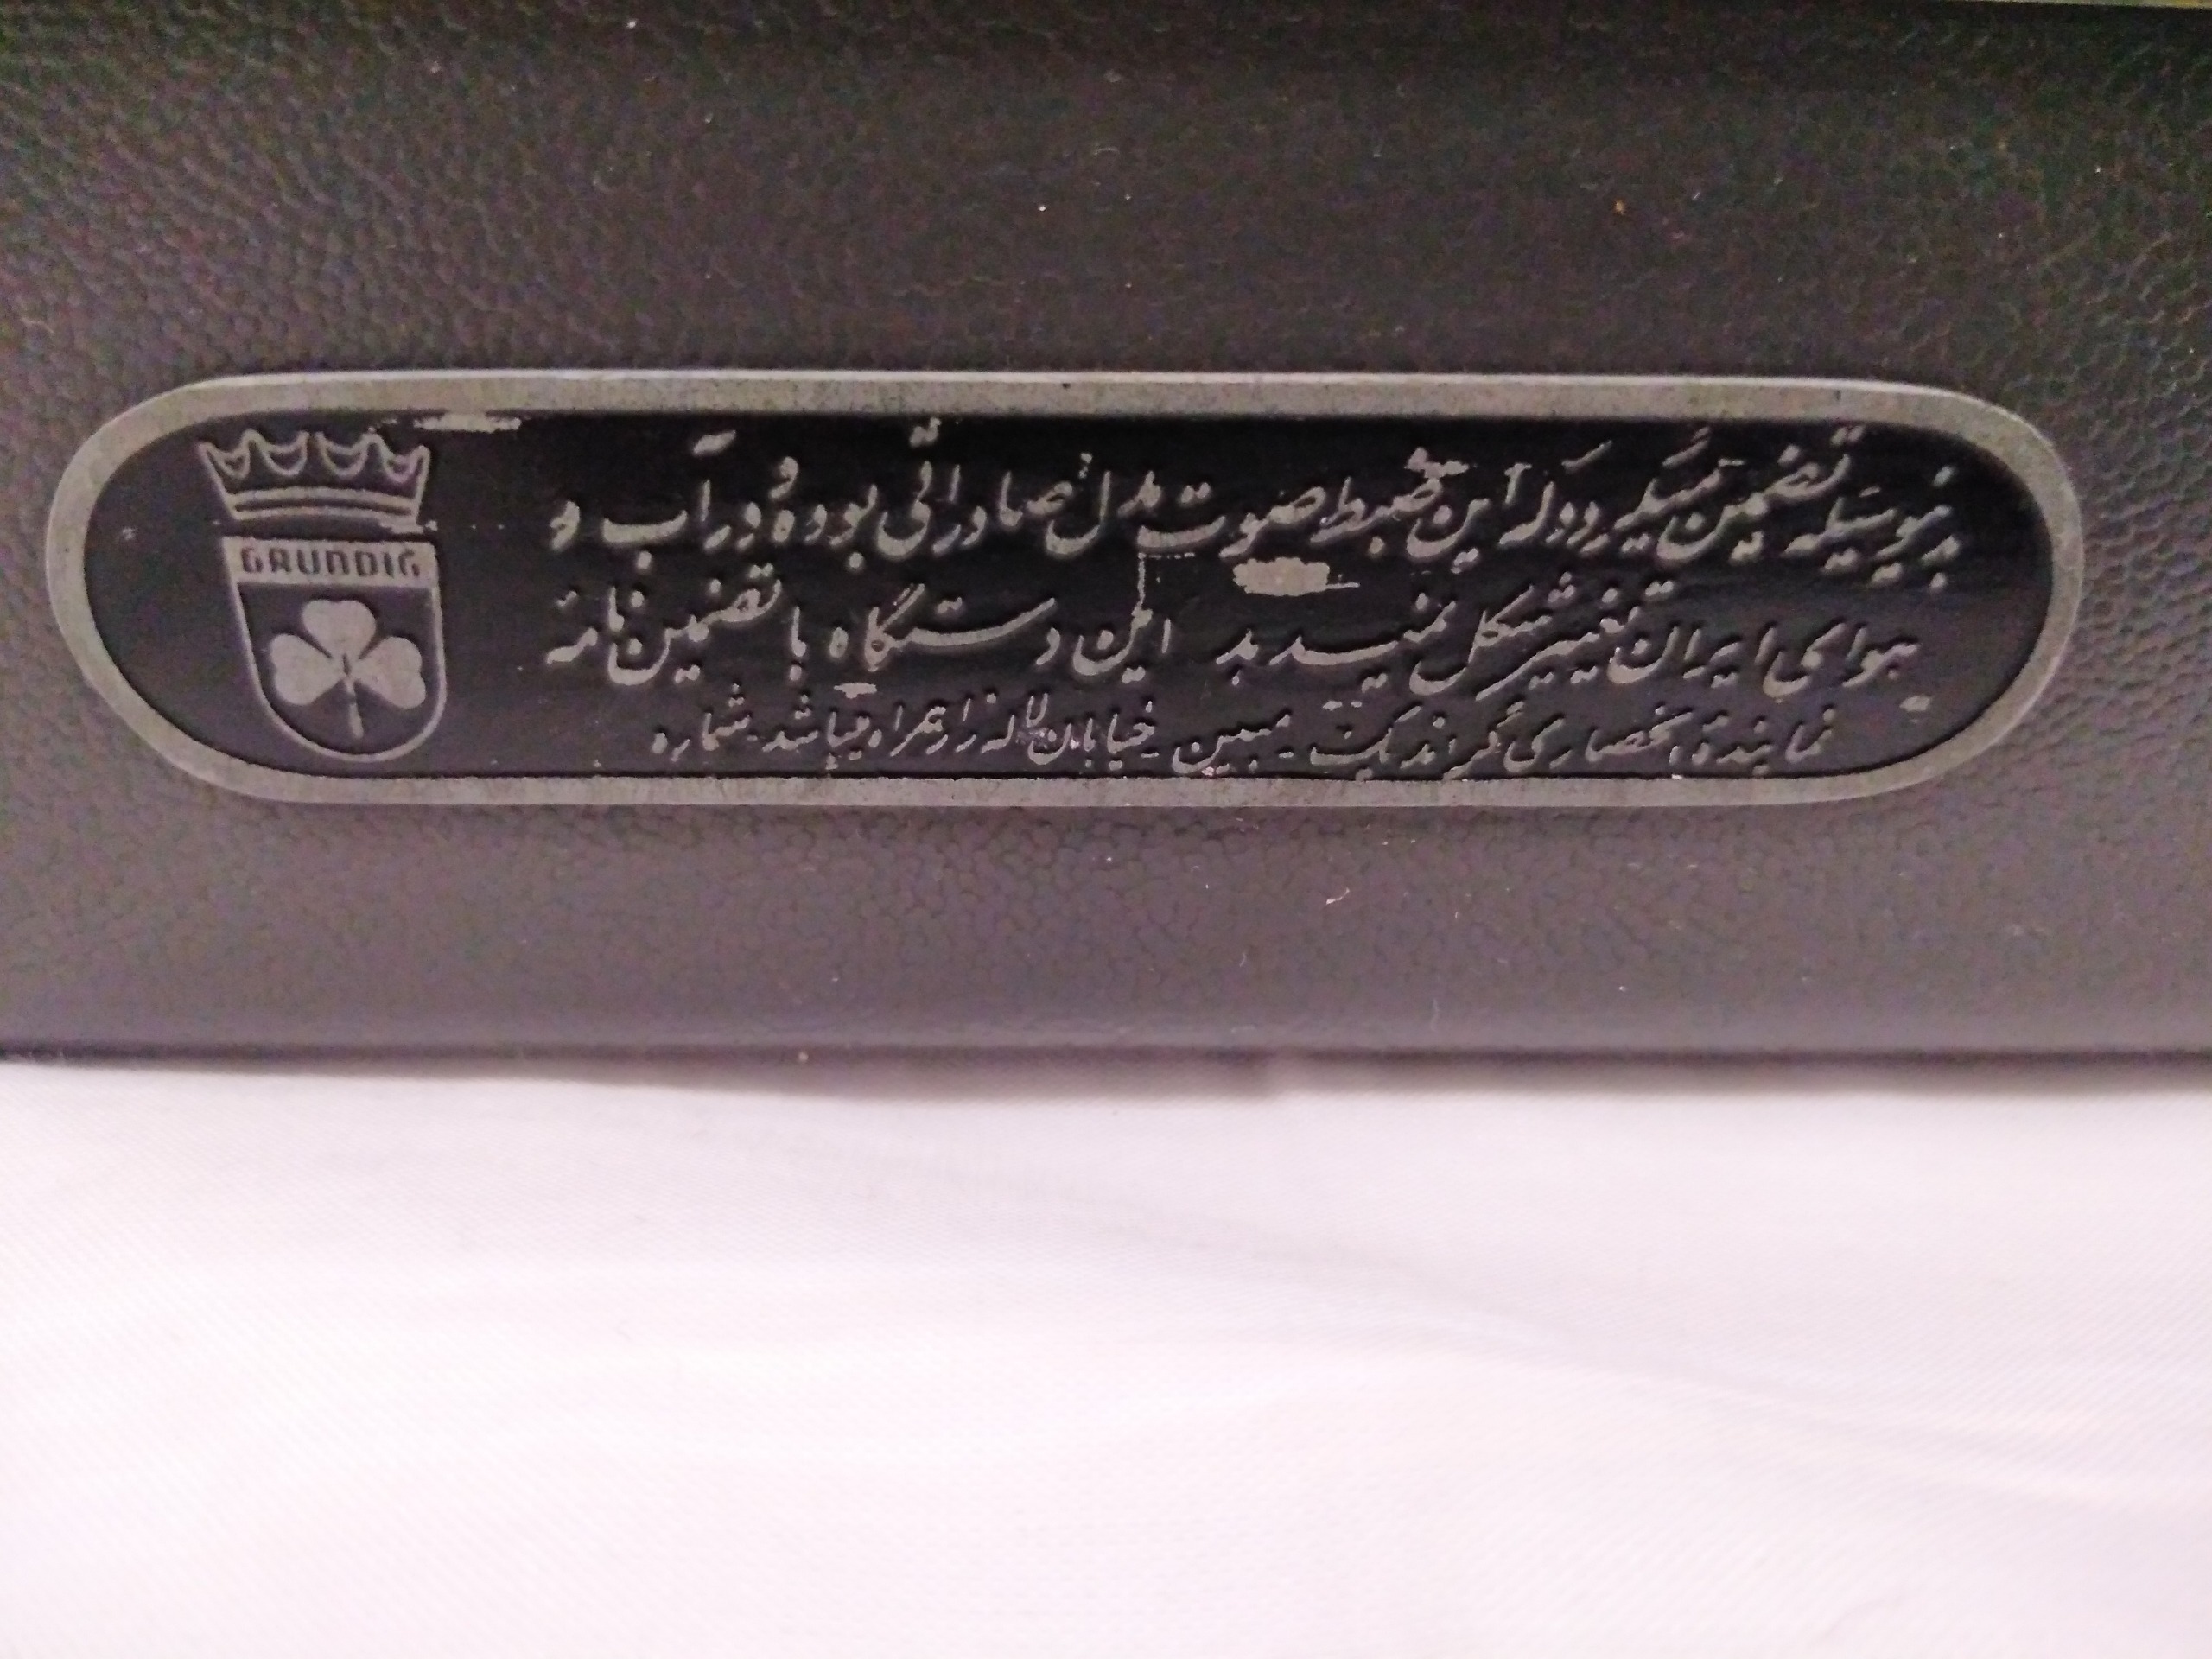 GRUNDIG
بدینوسیله تضمین میگردد که این ضبط صوت مدل صادراتی بوده و در آب و
هوای ایران تغییر شکل نمیدهد این دستگاه با تضمین نامهٔ
نمایندهٔ انحصاری گراندیک - مبین - خیابان لاله زار همراه میباشد - شماره